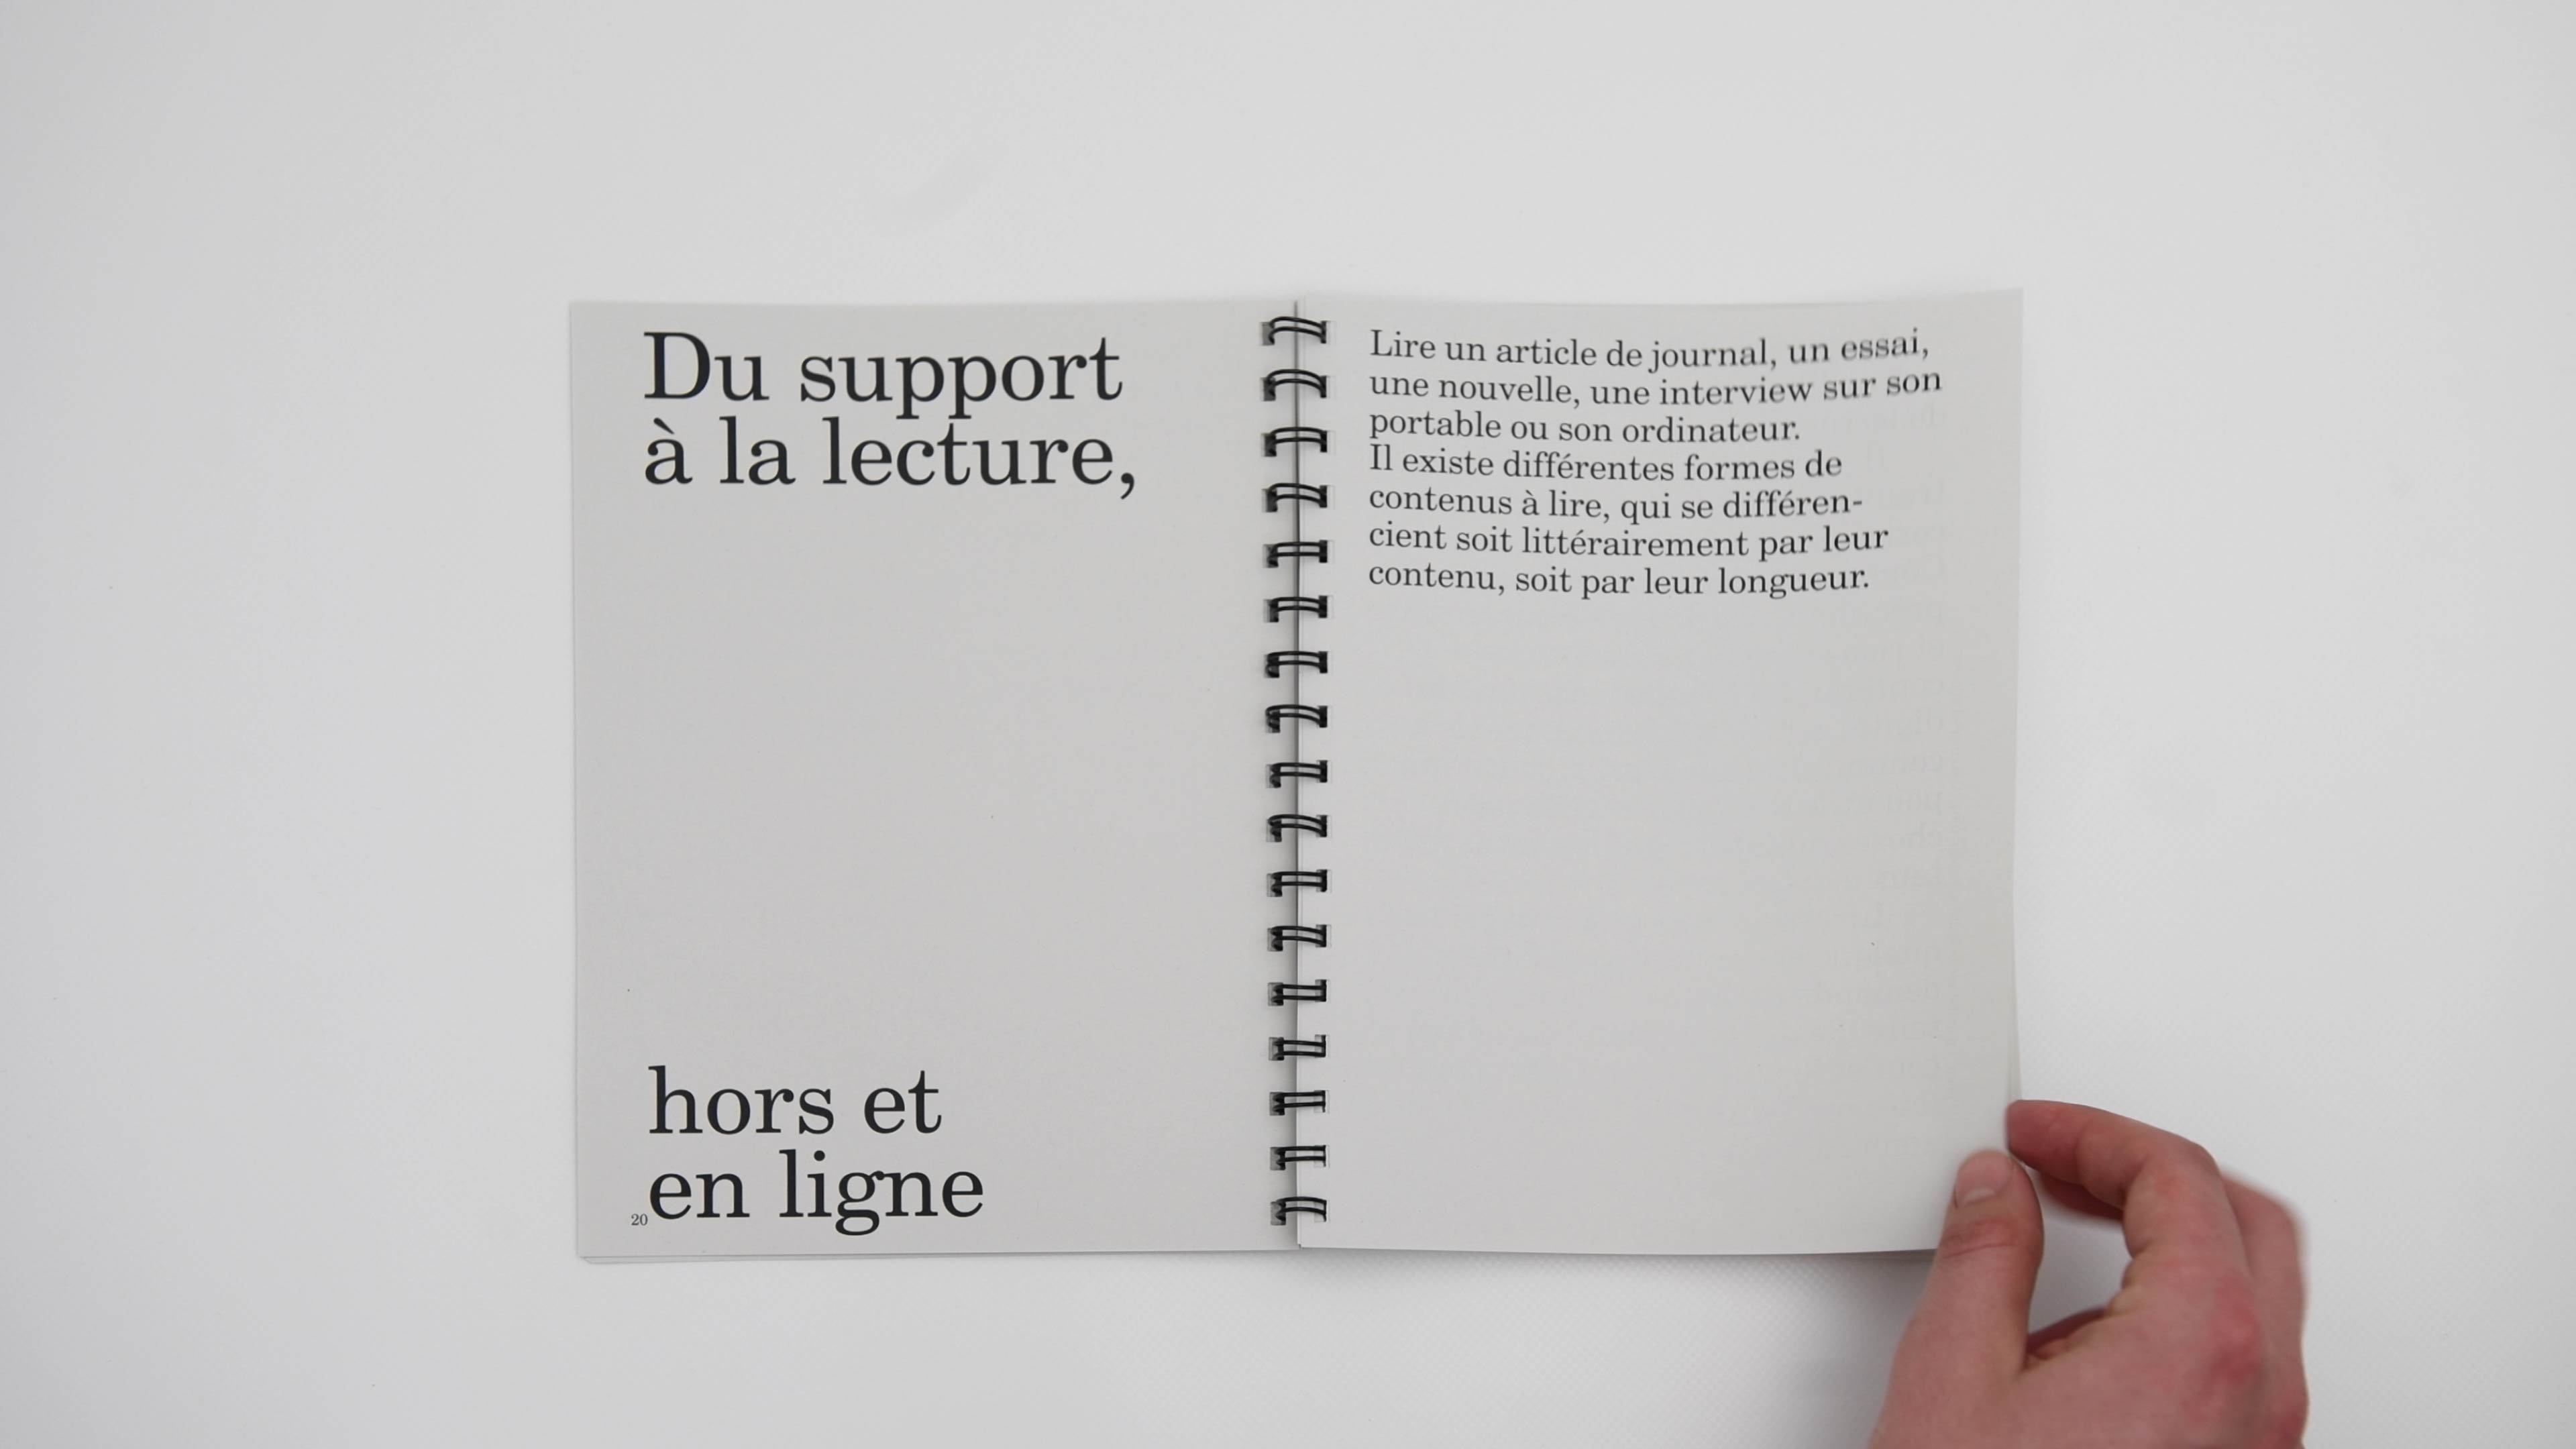 Du support
à la lecture,
hors et
en ligne
20
Lire un article de journal, un essai,
une nouvelle, une interview sur son
portable ou son ordinateur.
Il existe différentes formes de
contenus à lire, qui se différen-
cient soit littérairement par leur
contenu, soit par leur longueur.